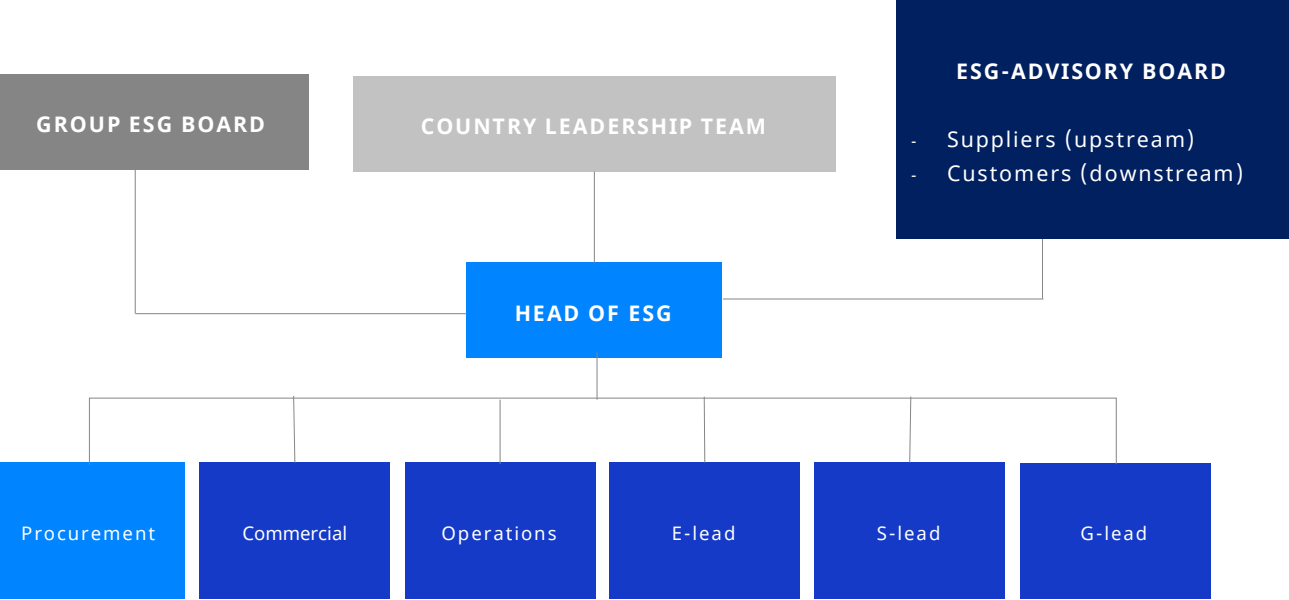 GROUP ESG BOARD
COUNTRY LEADERSHIP TEAM
ESG-ADVISORY BOARD
- Suppliers (upstream)
- Customers (downstream)
HEAD OF ESG
Procurement
Commercial
Operations
E-lead
S-lead
G-lead